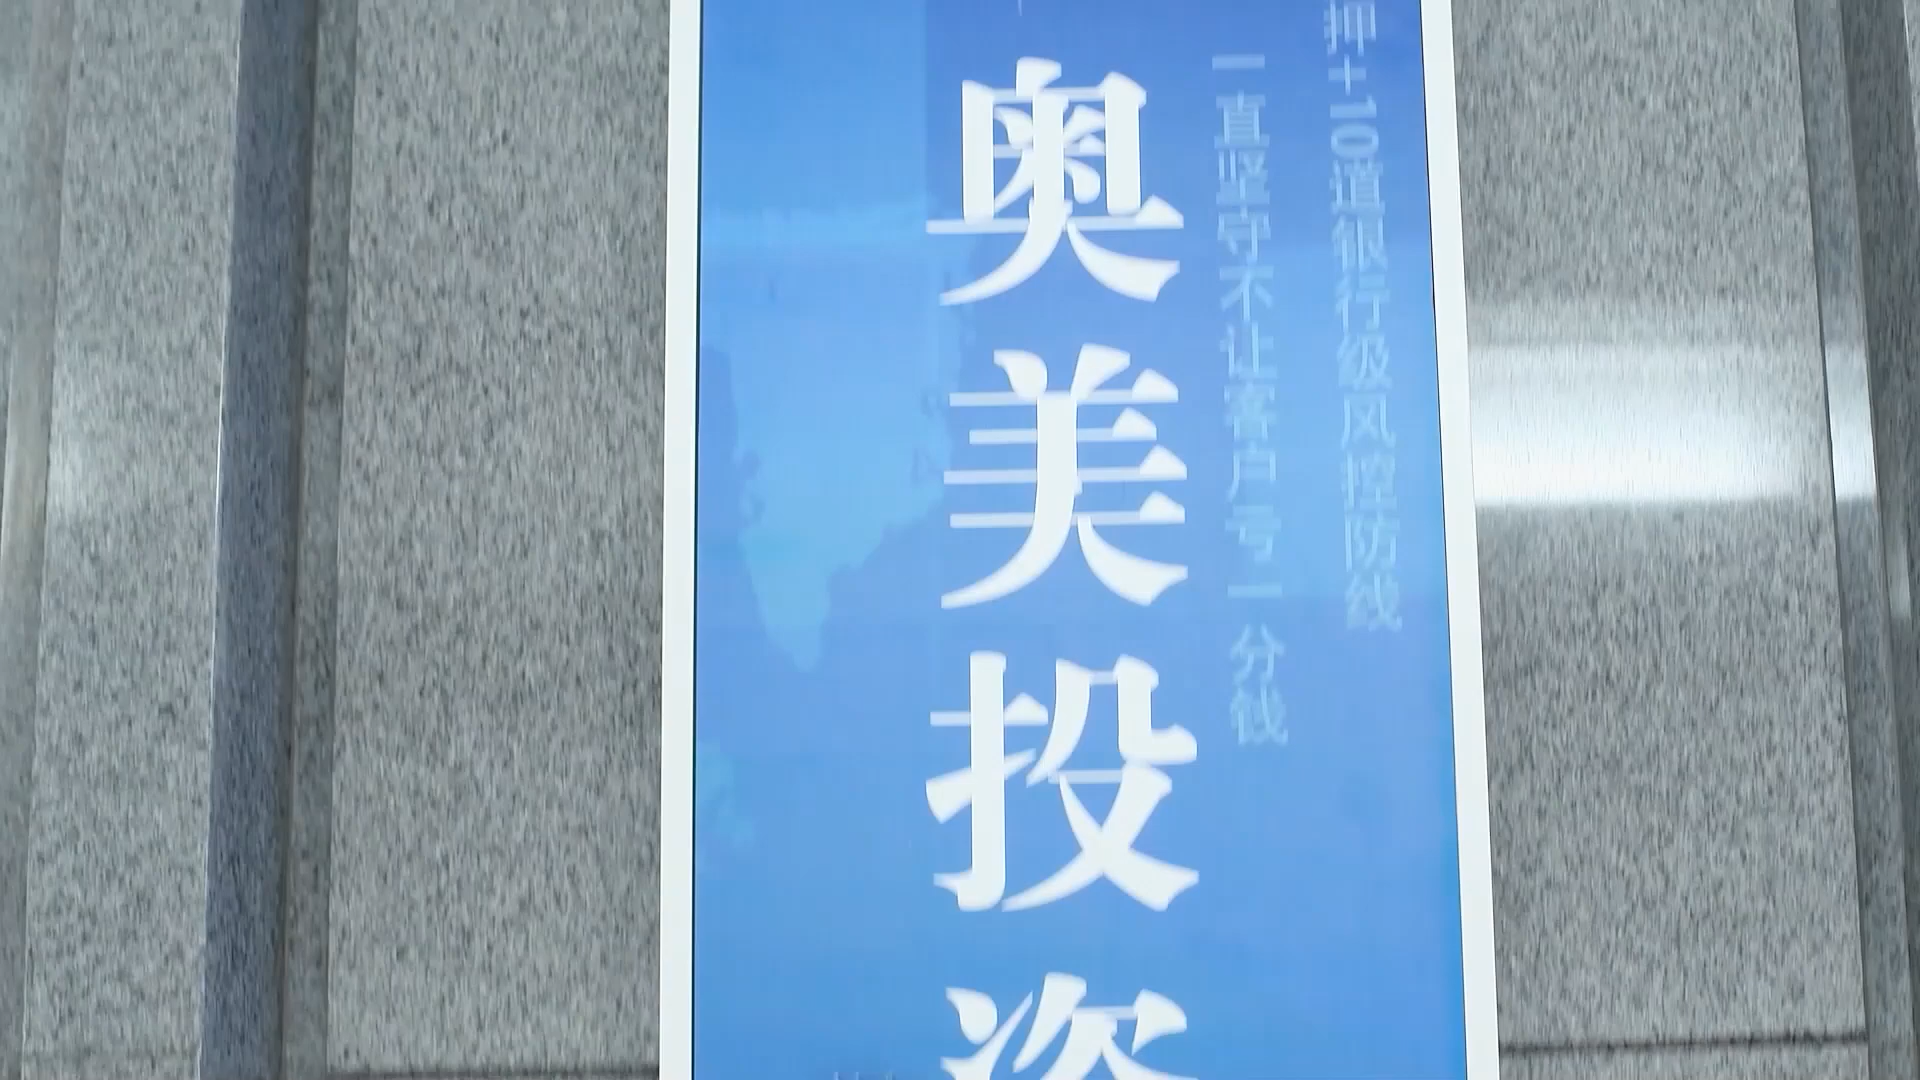 押+10道银行级风控防线
一直坚守不让客户亏一分钱
奥美投资